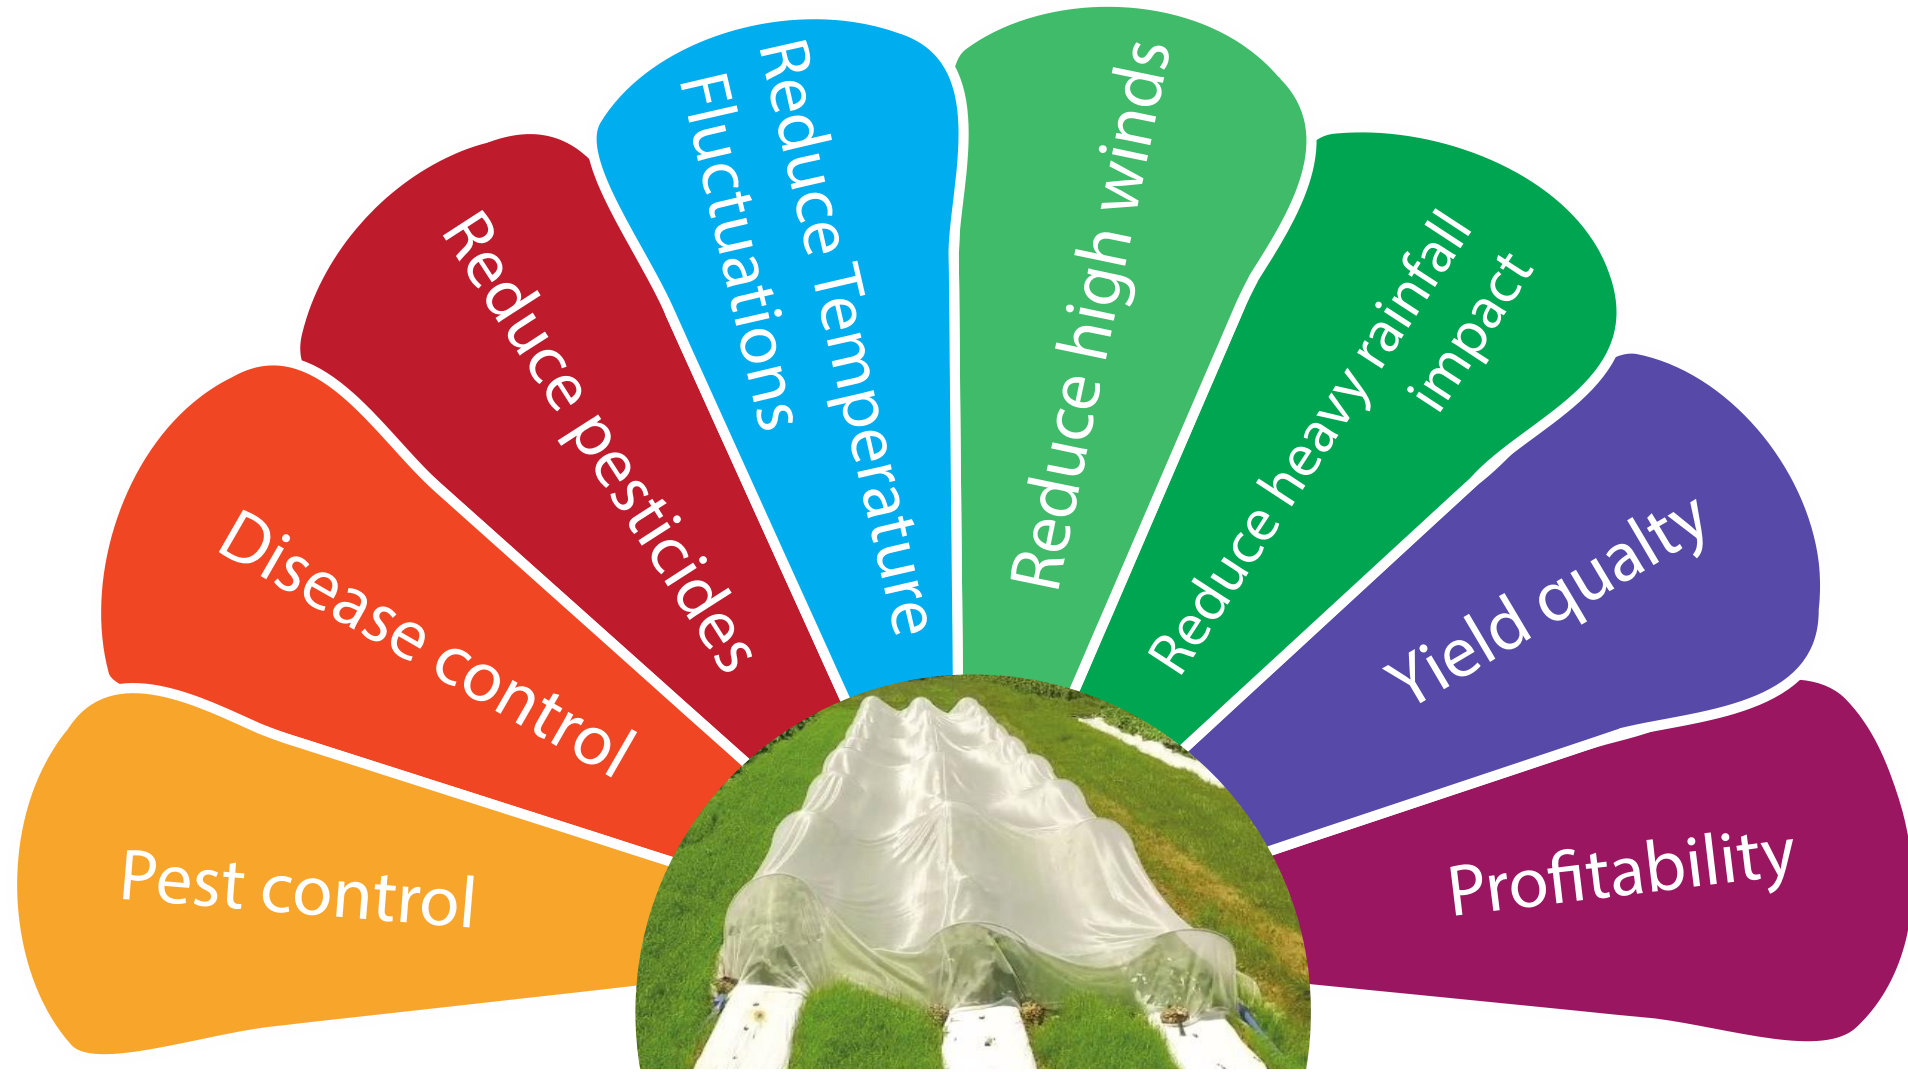 Pest control
Disease control
Reduce pesticides
Reduce Temperature
Fluctuations
Reduce high winds
Reduce heavy rainfall
impact
Yield qualty
Profitability